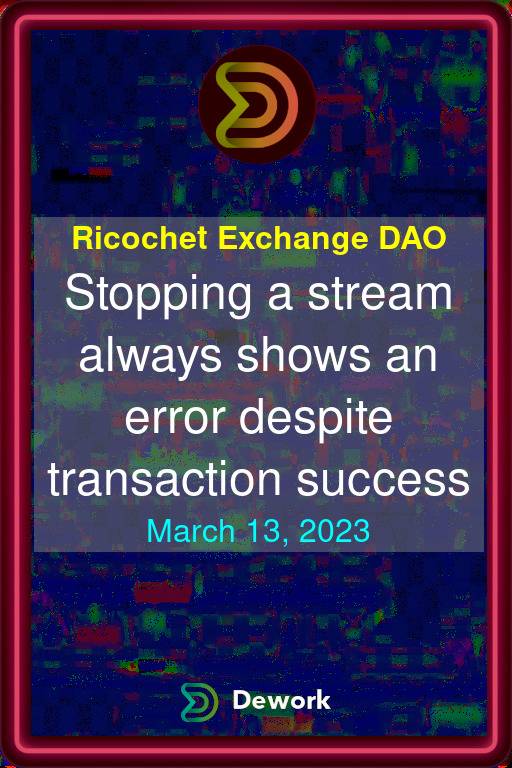 Ricochet Exchange DAO
Stopping a stream
always shows an
error despite
transaction success
March 13, 2023
Dework